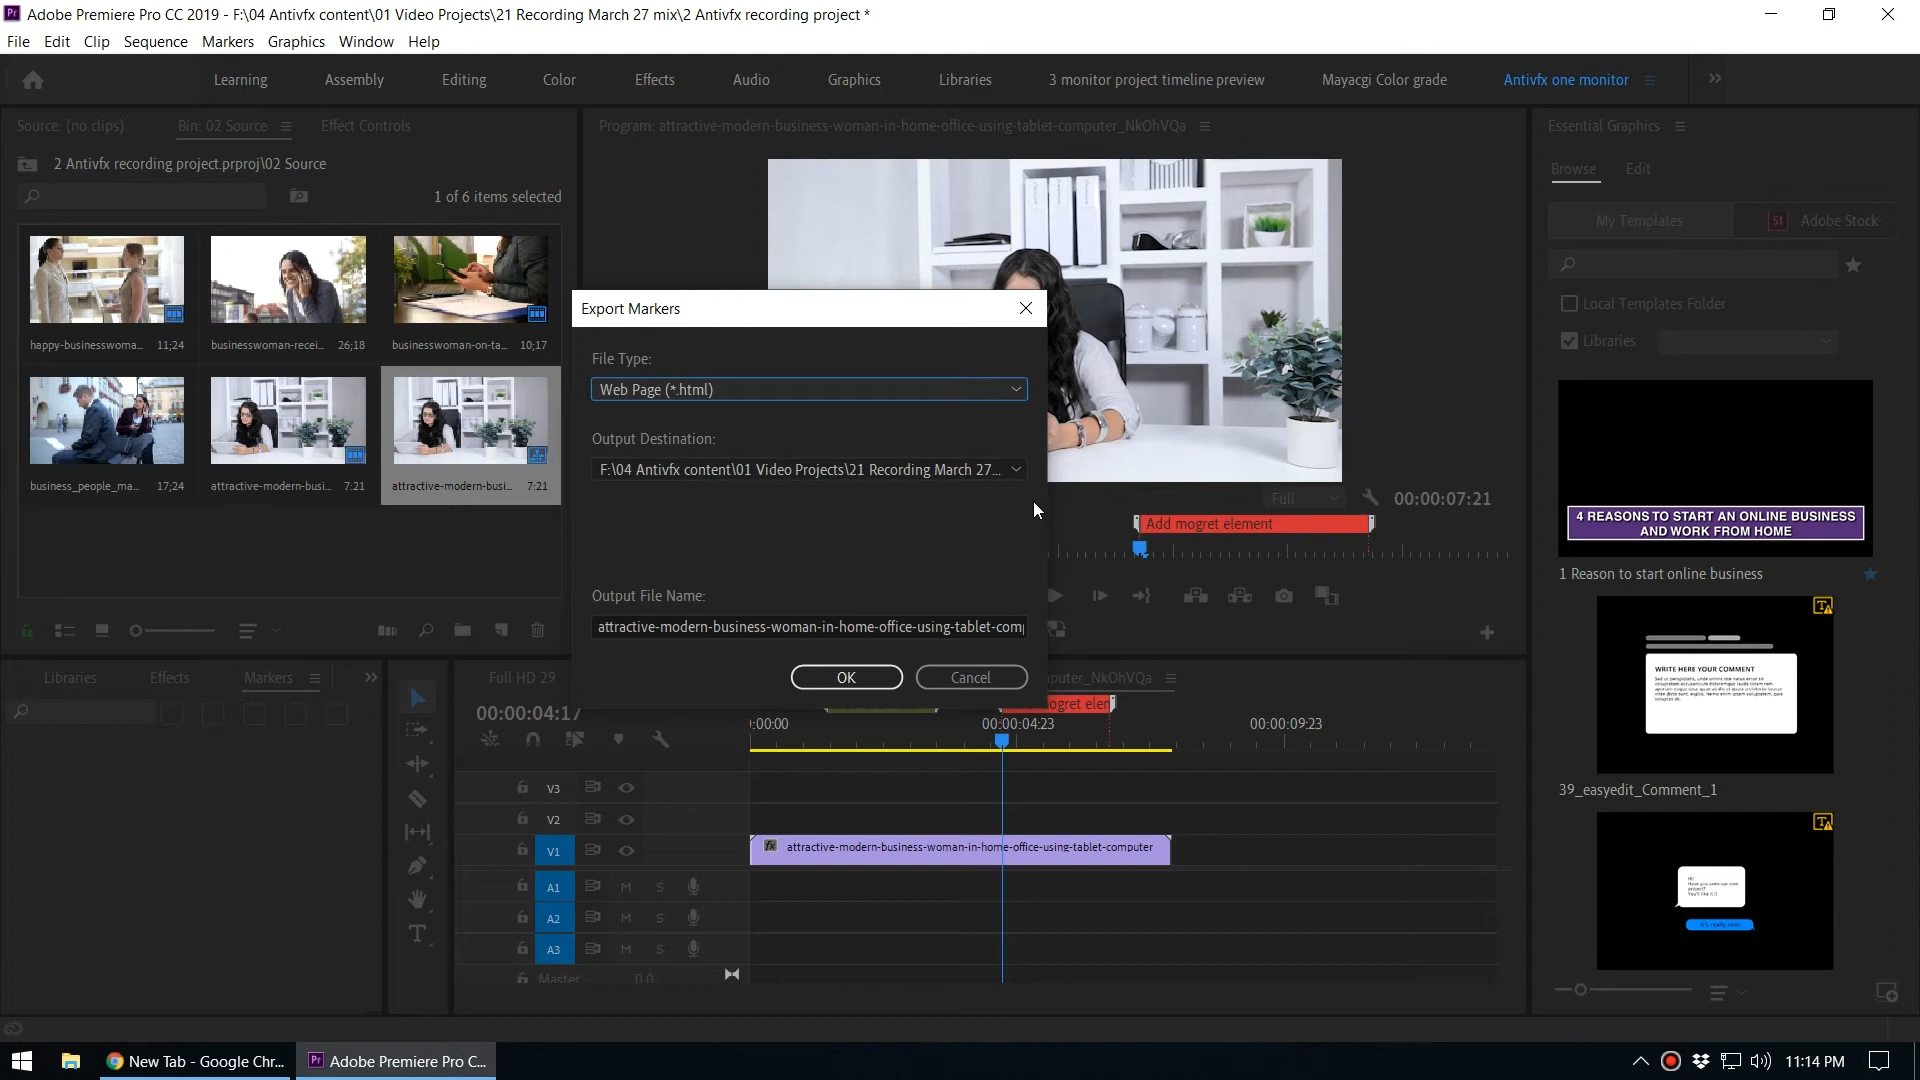 Adobe Premiere Pro CC 2019 - F:\04 Antivfx content\01 Video Projects\21 Recording March 27 mix\2 Antivfx recording project *
File Edit Clip Sequence Markers Graphics Window Help
Learning Assembly Editing Color Effects Audio Graphics Libraries 3 monitor project timeline preview Mayacgi Color grade Antivfx one monitor
Source: (no clips) Bin: 02 Source Effect Controls
Program: attractive-modern-business-woman-in-home-office-using-tablet-computer_NkOhVQa
Essential Graphics
2 Antivfx recording project.prproj\02 Source
Browse Edit
1 of 6 items selected
My Templates St Adobe Stock
happy-businesswoma... 11;24
businesswoman-recei... 26;18
businesswoman-on-ta... 10;17
Local Templates Folder
Libraries
business_people_ma... 17;24
attractive-modern-busi... 7:21
attractive-modern-busi... 7:21
Export Markers
File Type:
Web Page (*.html)
Output Destination:
F:\04 Antivfx content\01 Video Projects\21 Recording March 27...
Output File Name:
attractive-modern-business-woman-in-home-office-using-tablet-com
OK Cancel
Full 00:00:07:21
Add mogret element
4 REASONS TO START AN ONLINE BUSINESS
AND WORK FROM HOME
1 Reason to start online business
WRITE HERE YOUR COMMENT
39_easyedit_Comment_1
Libraries Effects Markers
Full HD 29
puter_NkOhVQa
ogret eler
00:00:04:17
:00:00 00:00:04:23 00:00:09:23
V3
V2
V1
attractive-modern-business-woman-in-home-office-using-tablet-computer
A1 M S
A2 M S
A3 M S
Master 0.0
New Tab - Google Chr...
Pr Adobe Premiere Pro C...
11:14 PM